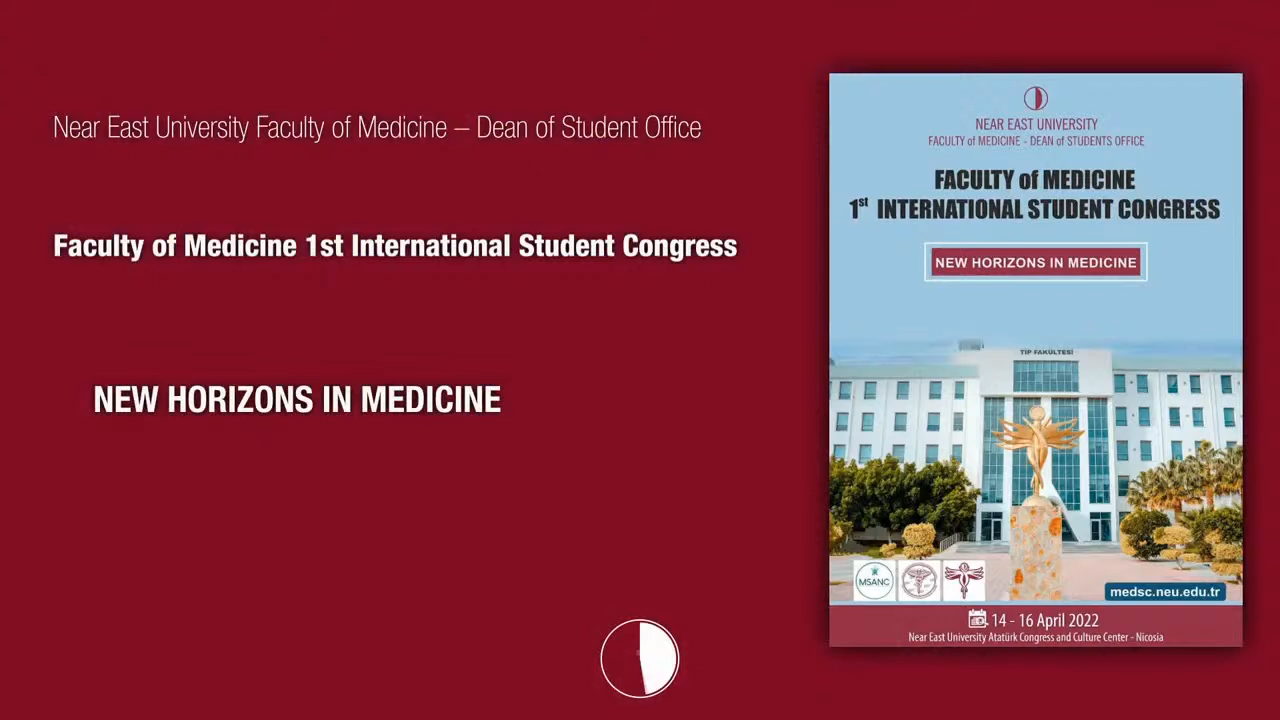 Near East University Faculty of Medicine – Dean of Student Office
Faculty of Medicine 1st International Student Congress
NEW HORIZONS IN MEDICINE
NEAR EAST UNIVERSITY
FACULTY of MEDICINE - DEAN of STUDENTS OFFICE
FACULTY of MEDICINE
1st INTERNATIONAL STUDENT CONGRESS
NEW HORIZONS IN MEDICINE
TIP FAKÜLTESİ
MSANC
medsc.neu.edu.tr
14 - 16 April 2022
Near East University Atatürk Congress and Culture Center - Nicosia